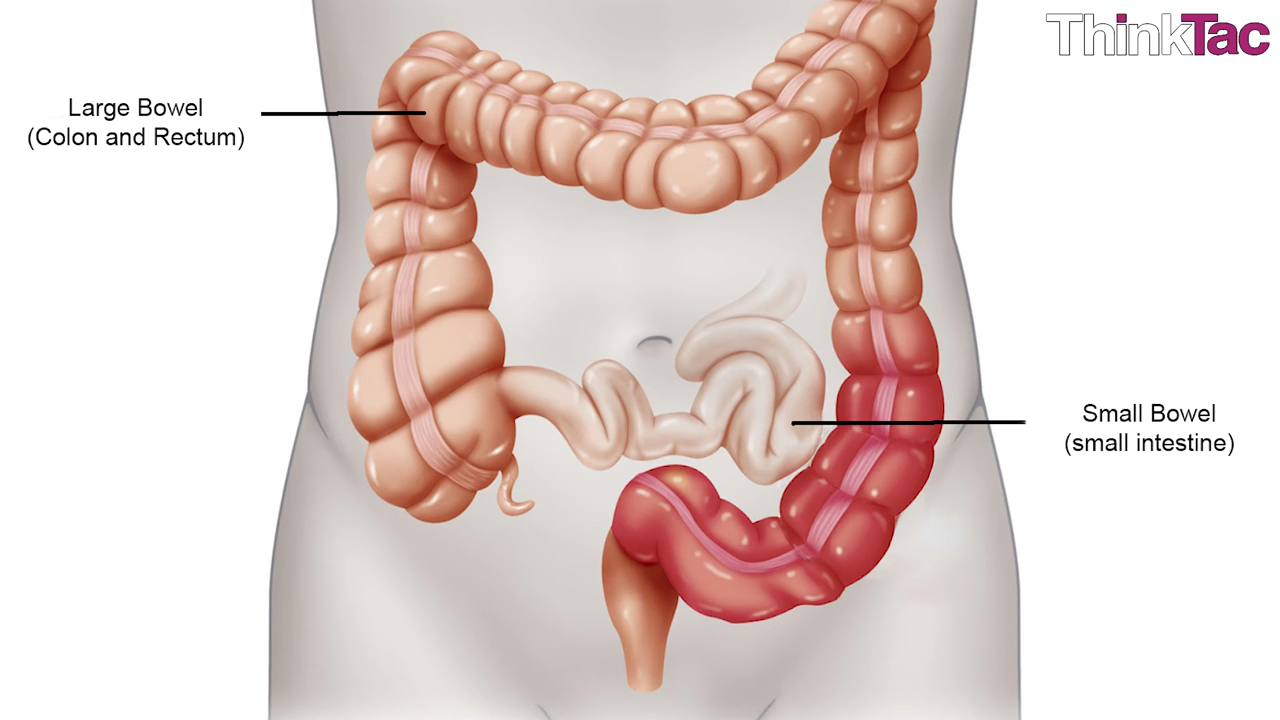 ThinkTac
Large Bowel
(Colon and Rectum)
Small Bowel
(small intestine)